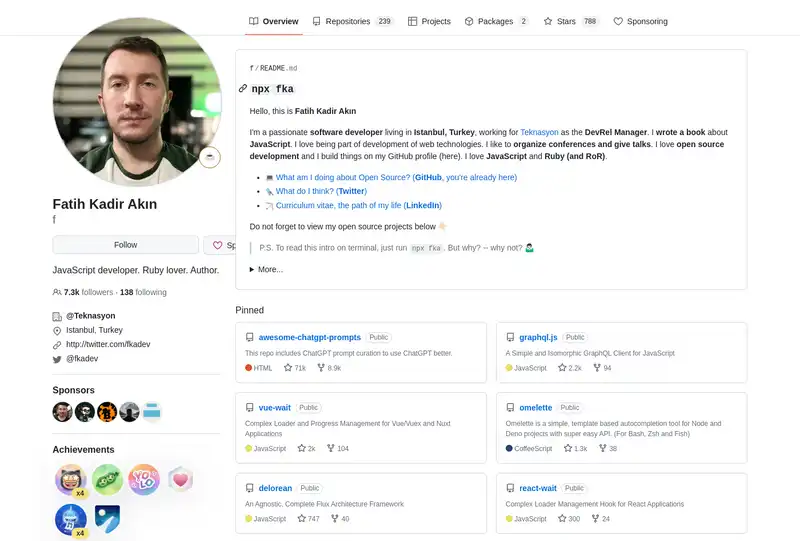 Overview Repositories 239 Projects Packages 2 Stars 788 Sponsoring
f/README.md
npx fka
Hello, this is Fatih Kadir Akın
I'm a passionate software developer living in Istanbul, Turkey, working for Teknasyon as the DevRel Manager. I wrote a book about
JavaScript. I love being part of development of web technologies. I like to organize conferences and give talks. I love open source
development and I build things on my GitHub profile (here). I love JavaScript and Ruby (and RoR).
What am I doing about Open Source? (GitHub, you're already here)
What do I think? (Twitter)
Curriculum vitae, the path of my life (LinkedIn)
Do not forget to view my open source projects below
P.S. To read this intro on terminal, just run npx fka. But why? -- why not?
More...
Fatih Kadir Akın
f
Follow
Sp
JavaScript developer. Ruby lover. Author.
7.3k followers · 138 following
@Teknasyon
Istanbul, Turkey
http://twitter.com/fkadev
@fkadev
Sponsors
Achievements
x4
YOLO
x4
Pinned
awesome-chatgpt-prompts Public
This repo includes ChatGPT prompt curation to use ChatGPT better.
HTML 71k 8.9k
graphql.js Public
A Simple and Isomorphic GraphQL Client for JavaScript
JavaScript 2.2k 94
vue-wait Public
Complex Loader and Progress Management for Vue/Vuex and Nuxt
Applications
JavaScript 2k 104
omelette Public
Omelette is a simple, template based autocompletion tool for Node and
Deno projects with super easy API. (For Bash, Zsh and Fish)
CoffeeScript 1.3k 38
delorean Public
An Agnostic, Complete Flux Architecture Framework
JavaScript 747 40
react-wait Public
Complex Loader Management Hook for React Applications
JavaScript 300 24